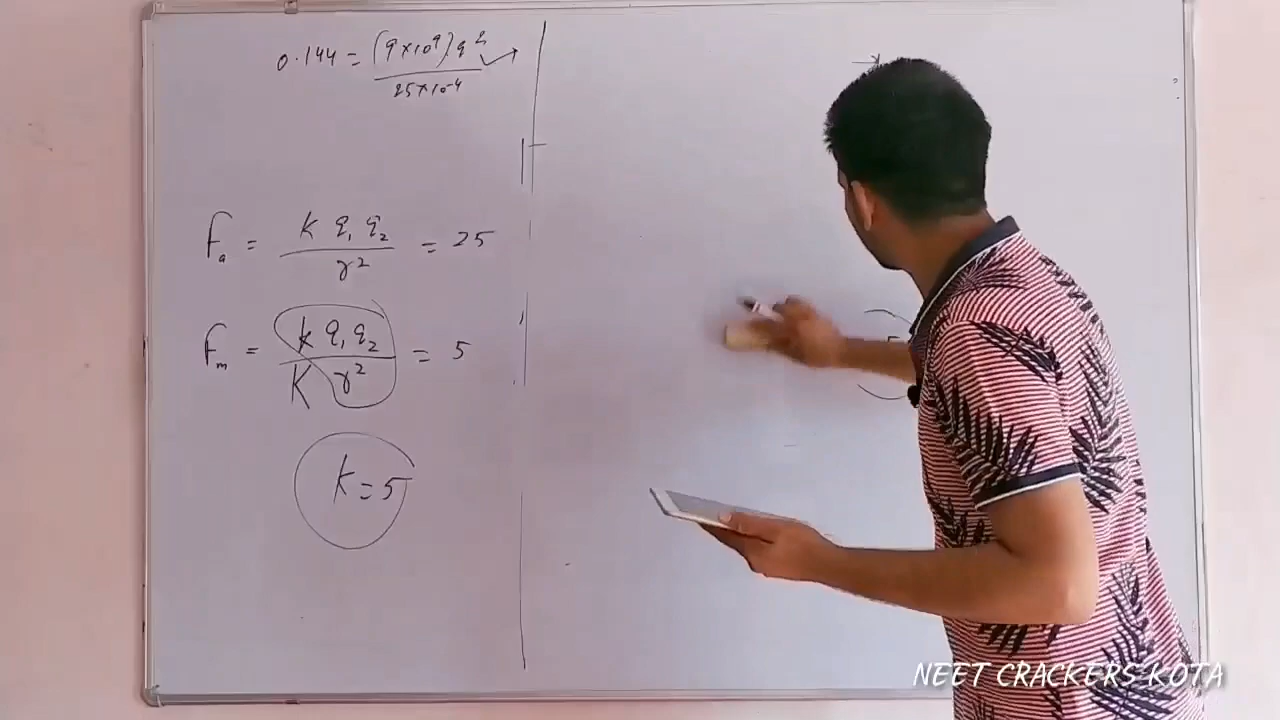 0.144 = (9×10⁹)q²
25×10⁻⁴
Fₐ = K q₁ q₂ / r² = 25
Fₘ = k q₁ q₂ / K r² = 5
K = 5
NEET CRACKERS KOTA